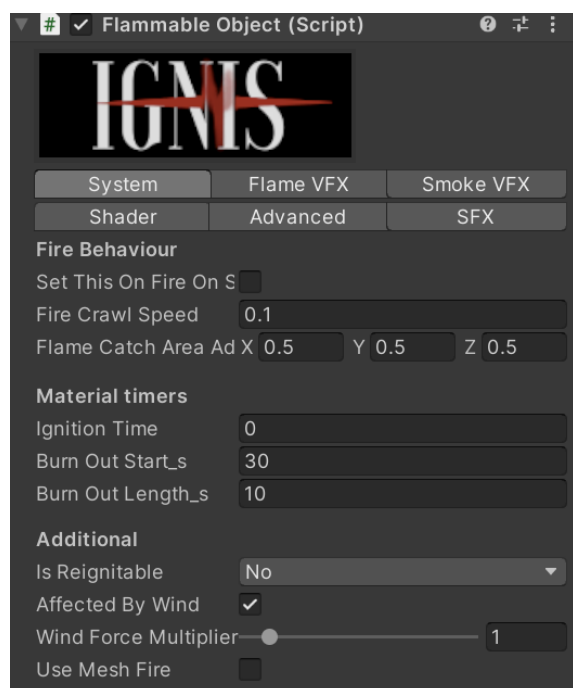 # Flammable Object (Script)
IGNIS
System Flame VFX Smoke VFX
Shader Advanced SFX
Fire Behaviour
Set This On Fire On S
Fire Crawl Speed 0.1
Flame Catch Area Ad X 0.5 Y 0.5 Z 0.5
Material timers
Ignition Time 0
Burn Out Start_s 30
Burn Out Length_s 10
Additional
Is Reignitable No
Affected By Wind
Wind Force Multiplier 1
Use Mesh Fire